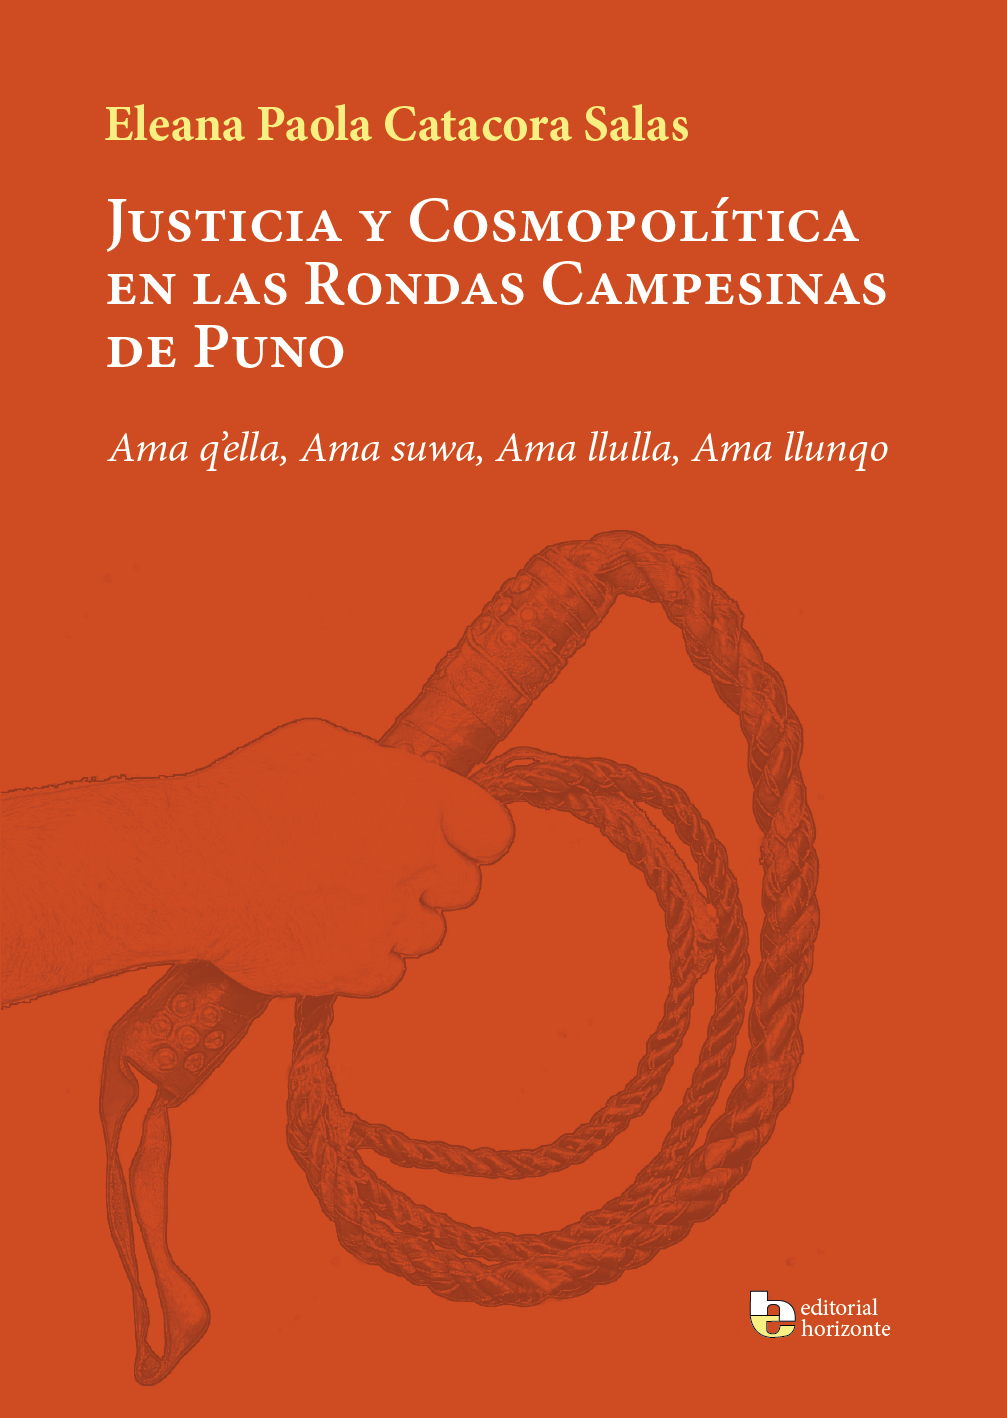 Eleana Paola Catacora Salas
Justicia y Cosmopolítica
en las Rondas Campesinas
de Puno
Ama q’ella, Ama suwa, Ama llulla, Ama llunqo
editorial
horizonte